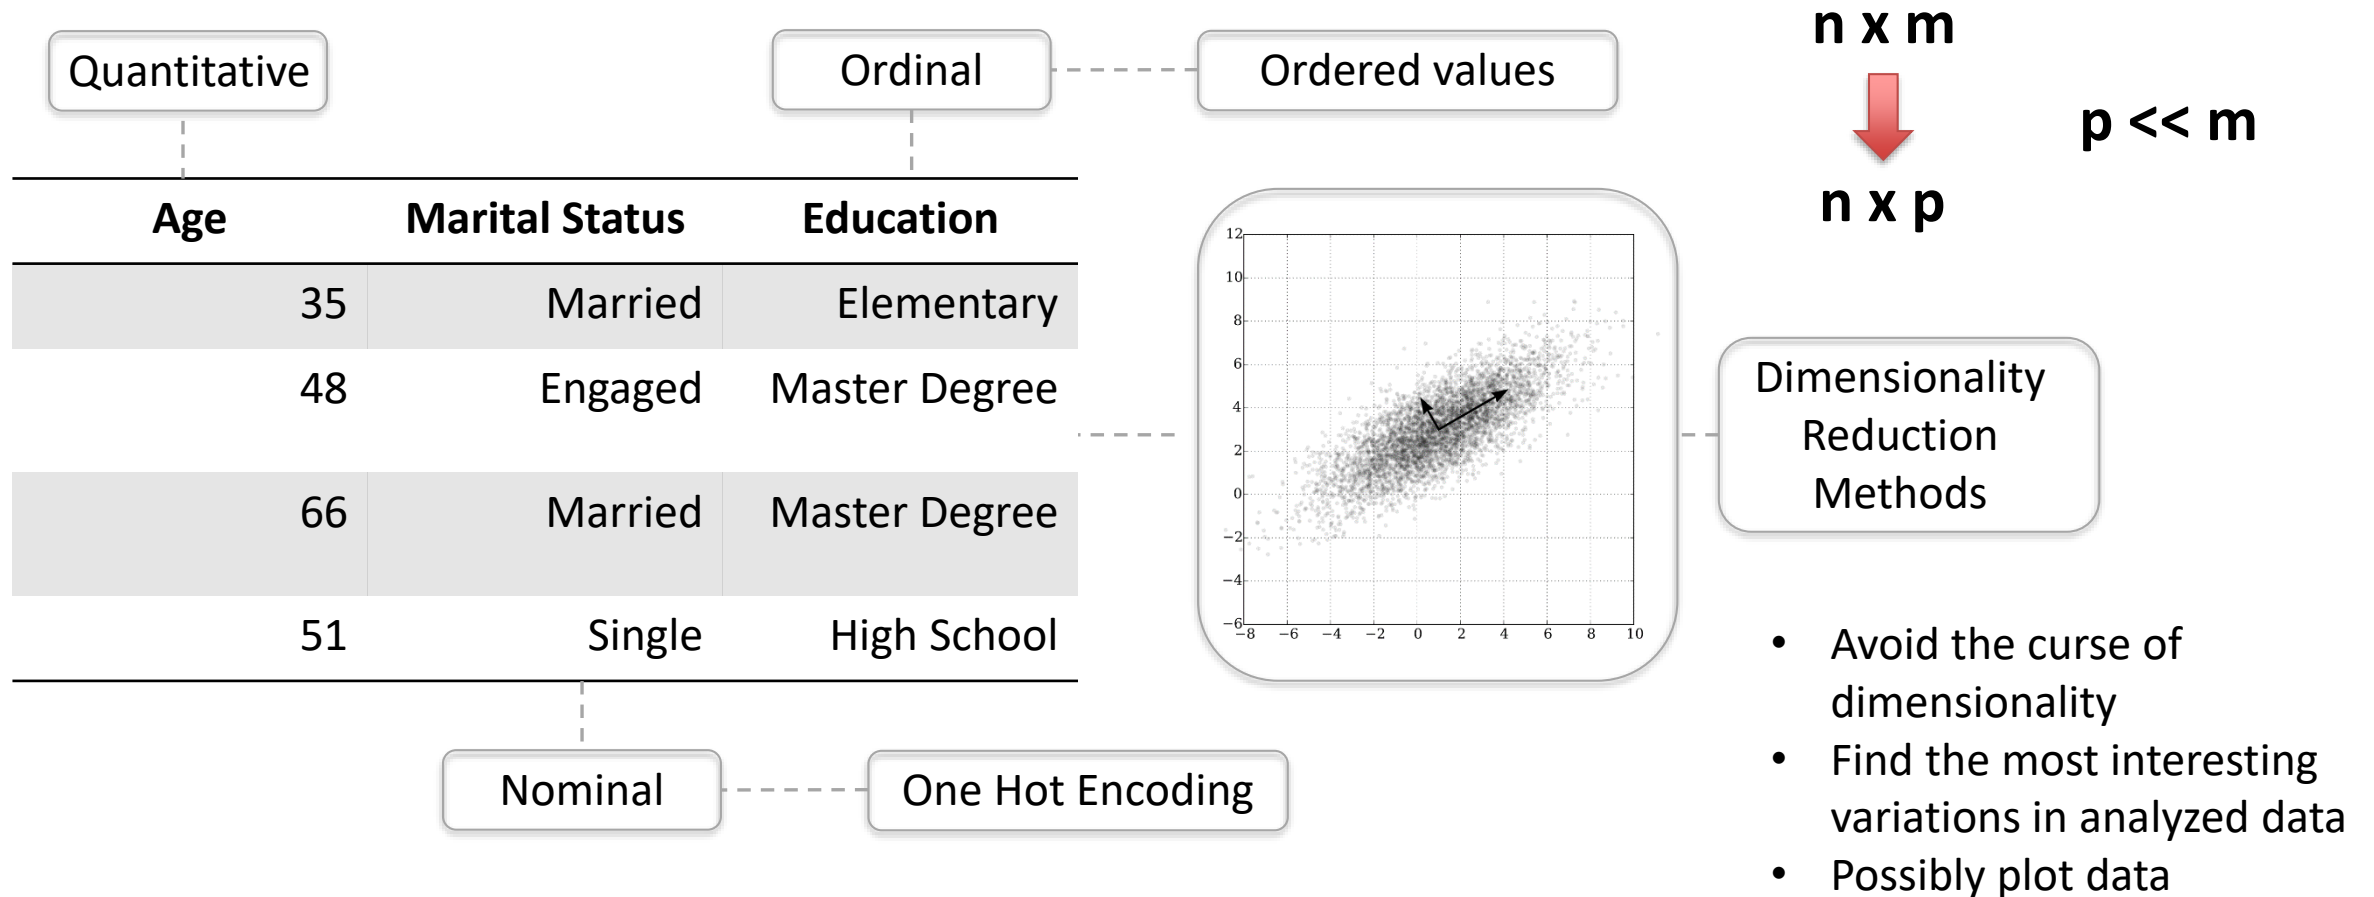 Quantitative
Ordinal
Ordered values
n x m
p << m
n x p
Age Marital Status Education
35 Married Elementary
48 Engaged Master Degree
66 Married Master Degree
51 Single High School
Nominal
One Hot Encoding
12
10
8
6
4
2
0
−2
−4
−6
−8 −6 −4 −2 0 2 4 6 8 10
Dimensionality
Reduction
Methods
• Avoid the curse of
dimensionality
• Find the most interesting
variations in analyzed data
• Possibly plot data